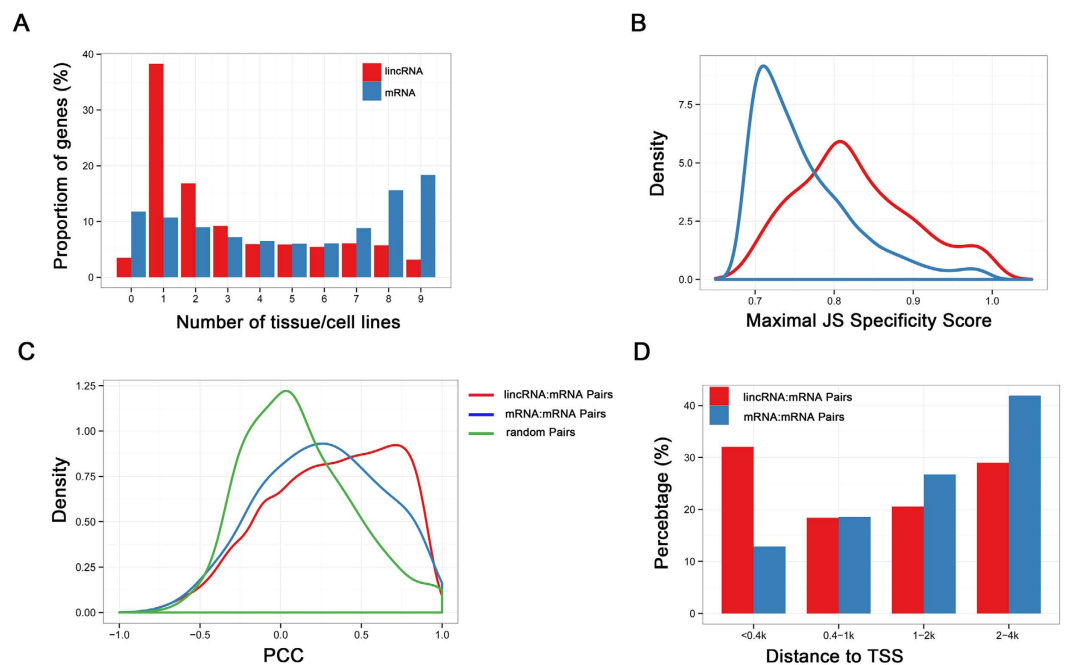 A
Proportiom of genes (%)
40
30
20
10
0
lincRNA
mRNA
0 1 2 3 4 5 6 7 8 9
Number of tissue/cell lines
B
Density
7.5
5.0
2.5
0.0
0.7 0.8 0.9 1.0
Maximal JS Specificity Score
C
Density
1.25
1.00
0.75
0.50
0.25
0.00
−1.0 −0.5 0.0 0.5 1.0
PCC
lincRNA:mRNA Pairs
mRNA:mRNA Pairs
random Pairs
D
Percebtage (%)
40
30
20
10
0
lincRNA:mRNA Pairs
mRNA:mRNA Pairs
<0.4k 0.4−1k 1−2k 2−4k
Distance to TSS